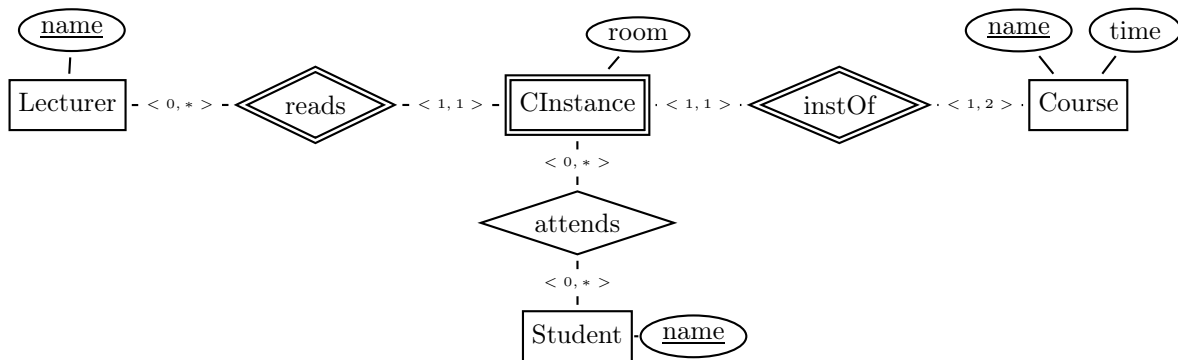 name
room
name
time
Lecturer
< 0, * >
reads
< 1, 1 >
CInstance
< 1, 1 >
instOf
< 1, 2 >
Course
< 0, * >
attends
< 0, * >
Student
name